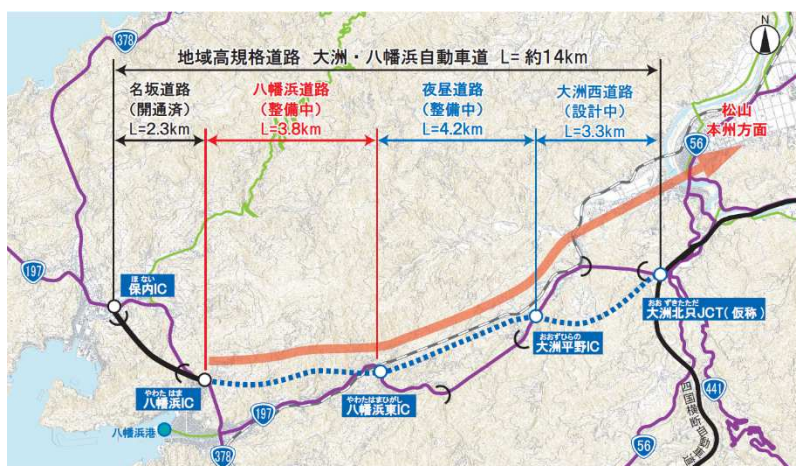 378
N
地域高規格道路 大洲・八幡浜自動車道 L= 約14km
名坂道路
(開通済)
L=2.3km
八幡浜道路
(整備中)
L=3.8km
夜昼道路
(整備中)
L=4.2km
大洲西道路
(設計中)
L=3.3km
松山
本州方面
56
197
ほない
保内IC
おおずきたただ
大洲北只JCT(仮称)
おおずひらの
大洲平野IC
やわたはま
八幡浜IC
やわたはまひがし
八幡浜東IC
197
八幡浜港
378
441
56
四国横断自動車道